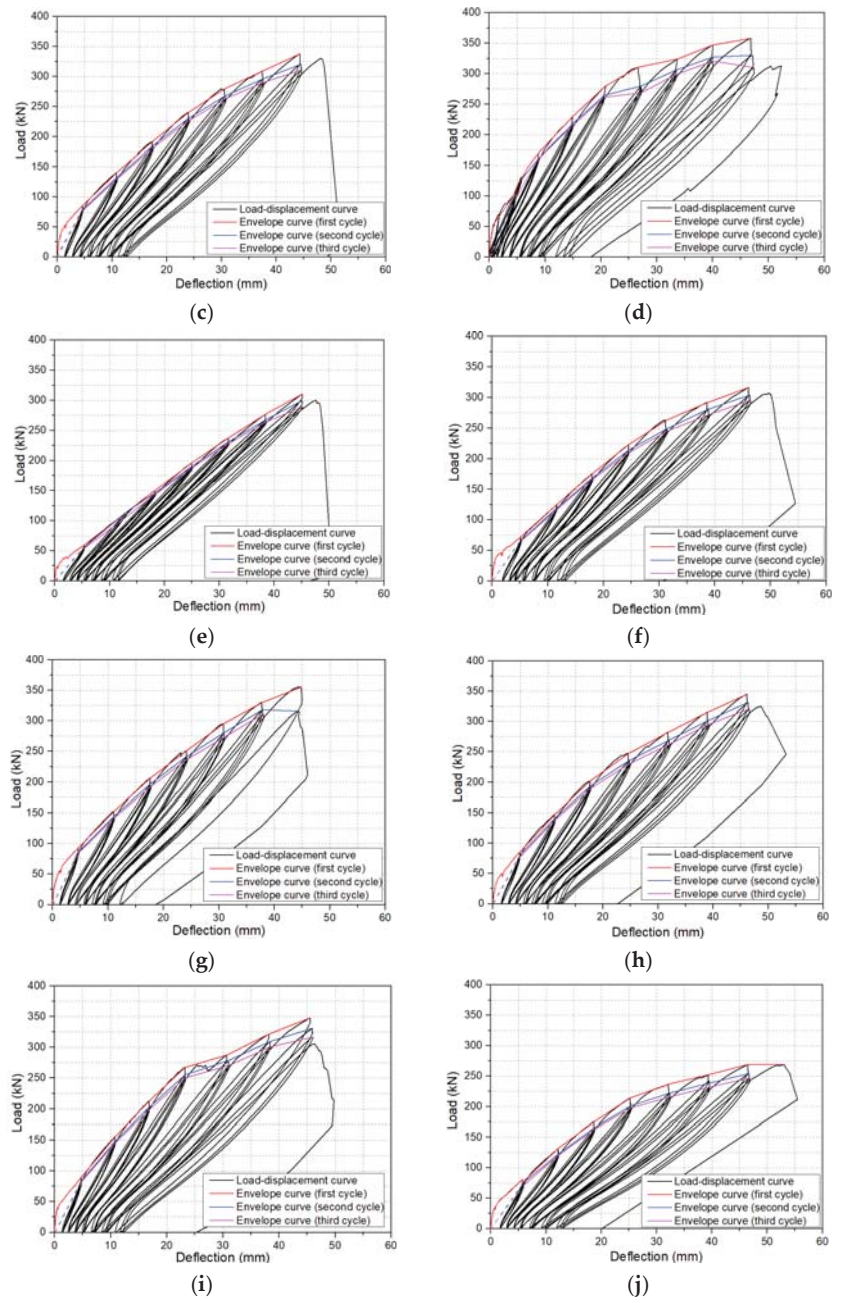 400
350
300
250
200
150
100
50
0
Load (kN)
0 10 20 30 40 50 60
Deflection (mm)
Load-displacement curve
Envelope curve (first cycle)
Envelope curve (second cycle)
Envelope curve (third cycle)
(c)
400
350
300
250
200
150
100
50
0
Load (kN)
0 10 20 30 40 50 60
Deflection (mm)
Load-displacement curve
Envelope curve (first cycle)
Envelope curve (second cycle)
Envelope curve (third cycle)
(d)
400
350
300
250
200
150
100
50
0
Load (kN)
0 10 20 30 40 50 60
Deflection (mm)
Load-displacement curve
Envelope curve (first cycle)
Envelope curve (second cycle)
Envelope curve (third cycle)
(e)
400
350
300
250
200
150
100
50
0
Load (kN)
0 10 20 30 40 50 60
Deflection (mm)
Load-displacement curve
Envelope curve (first cycle)
Envelope curve (second cycle)
Envelope curve (third cycle)
(f)
400
350
300
250
200
150
100
50
0
Load (kN)
0 10 20 30 40 50 60
Deflection (mm)
Load-displacement curve
Envelope curve (first cycle)
Envelope curve (second cycle)
Envelope curve (third cycle)
(g)
400
350
300
250
200
150
100
50
0
Load (kN)
0 10 20 30 40 50 60
Deflection (mm)
Load-displacement curve
Envelope curve (first cycle)
Envelope curve (second cycle)
Envelope curve (third cycle)
(h)
400
350
300
250
200
150
100
50
0
Load (kN)
0 10 20 30 40 50 60
Deflection (mm)
Load-displacement curve
Envelope curve (first cycle)
Envelope curve (second cycle)
Envelope curve (third cycle)
(i)
400
350
300
250
200
150
100
50
0
Load (kN)
0 10 20 30 40 50 60
Deflection (mm)
Load-displacement curve
Envelope curve (first cycle)
Envelope curve (second cycle)
Envelope curve (third cycle)
(j)